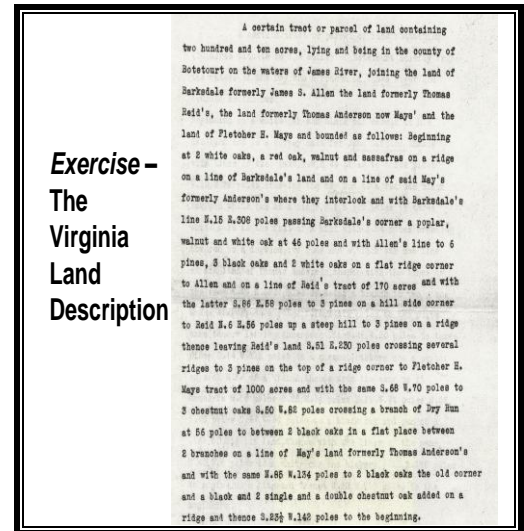 Exercise –
The
Virginia
Land
Description
A certain tract or parcel of land containing
two hundred and ten acres, lying and being in the county of
Botetourt on the waters of James River, joining the land of
Barksdale formerly James S. Allen the land formerly Thomas
Reid's, the land formerly Thomas Anderson now Mays' and the
land of Fletcher H. Mays and bounded as follows: Beginning
at 2 white oaks, a red oak, walnut and sassafras on a ridge
on a line of Barksdale's land and on a line of said May's
formerly Anderson's where they interlook and with Barksdale's
line N.15 E.308 poles passing Barksdale's corner a poplar,
walnut and white oak at 46 poles and with Allen's line to 6
pines, 3 black oaks and 2 white oaks on a flat ridge corner
to Allen and on a line of Reid's tract of 170 acres and with
the latter S.86 E.58 poles to 3 pines on a hill side corner
to Reid N.6 E.56 poles up a steep hill to 3 pines on a ridge
thence leaving Reid's land S.51 E.230 poles crossing several
ridges to 3 pines on the top of a ridge corner to Fletcher H.
Mays tract of 1000 acres and with the same S.68 W.70 poles to
3 chestnut oaks S.50 W.82 poles crossing a branch of Dry Run
at 56 poles to between 2 black oaks in a flat place between
2 branches on a line of May's land formerly Thomas Anderson's
and with the same N.85 W.134 poles to 2 black oaks the old corner
and a black and 2 single and a double chestnut oak added on a
ridge and thence S.23½ W.142 poles to the beginning.